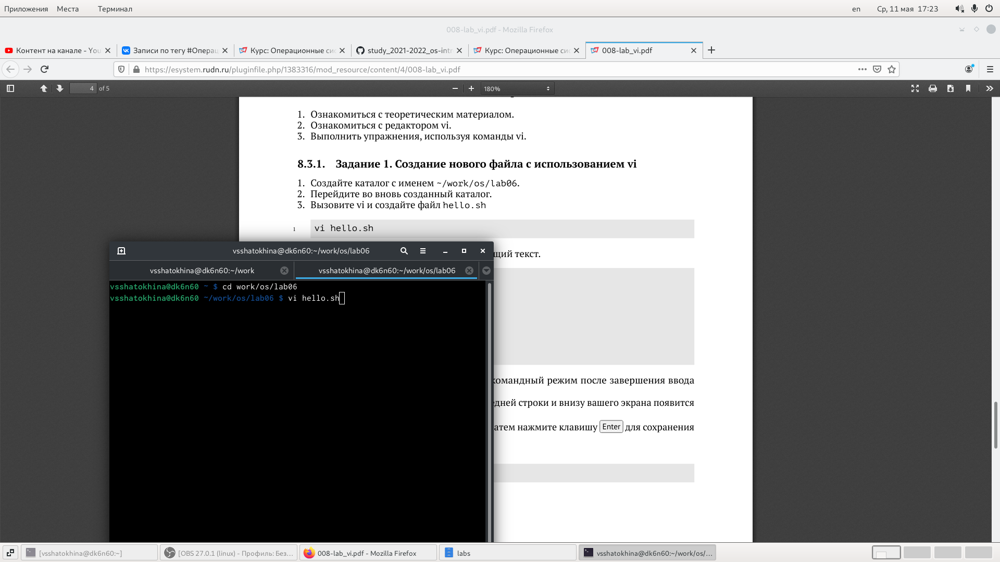 Приложения Места Терминал en Ср, 11 мая 17:23
008-lab_vi.pdf - Mozilla Firefox
Контент на канале - You Записи по тегу #Операц Курс: Операционные сис study_2021-2022_os-intr Курс: Операционные сис 008-lab_vi.pdf
https://esystem.rudn.ru/pluginfile.php/1383316/mod_resource/content/4/008-lab_vi.pdf
4 of 5 180%
1. Ознакомиться с теоретическим материалом.
2. Ознакомиться с редактором vi.
3. Выполнить упражнения, используя команды vi.
8.3.1. Задание 1. Создание нового файла с использованием vi
1. Создайте каталог с именем ~/work/os/lab06.
2. Перейдите во вновь созданный каталог.
3. Вызовите vi и создайте файл hello.sh
1 vi hello.sh
щий текст.
командный режим после завершения ввода
едней строки и внизу вашего экрана появится
атем нажмите клавишу Enter для сохранения
vsshatokhina@dk6n60:~/work/os/lab06
vsshatokhina@dk6n60:~/work vsshatokhina@dk6n60:~/work/os/lab06
vsshatokhina@dk6n60 ~ $ cd work/os/lab06
vsshatokhina@dk6n60 ~/work/os/lab06 $ vi hello.sh
[vsshatokhina@dk6n60:~] [OBS 27.0.1 (linux) - Профиль: Без... 008-lab_vi.pdf - Mozilla Firefox labs vsshatokhina@dk6n60:~/work/os/...